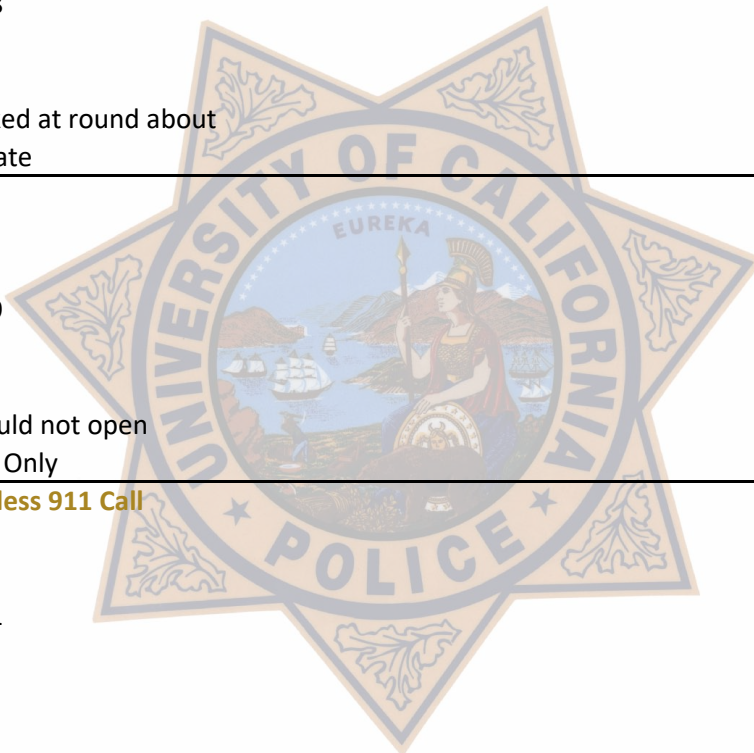 ed at round about
ate
uld not open
Only
less 911 Call
UNIVERSITY OF CALIFORNIA
EUREKA
POLICE